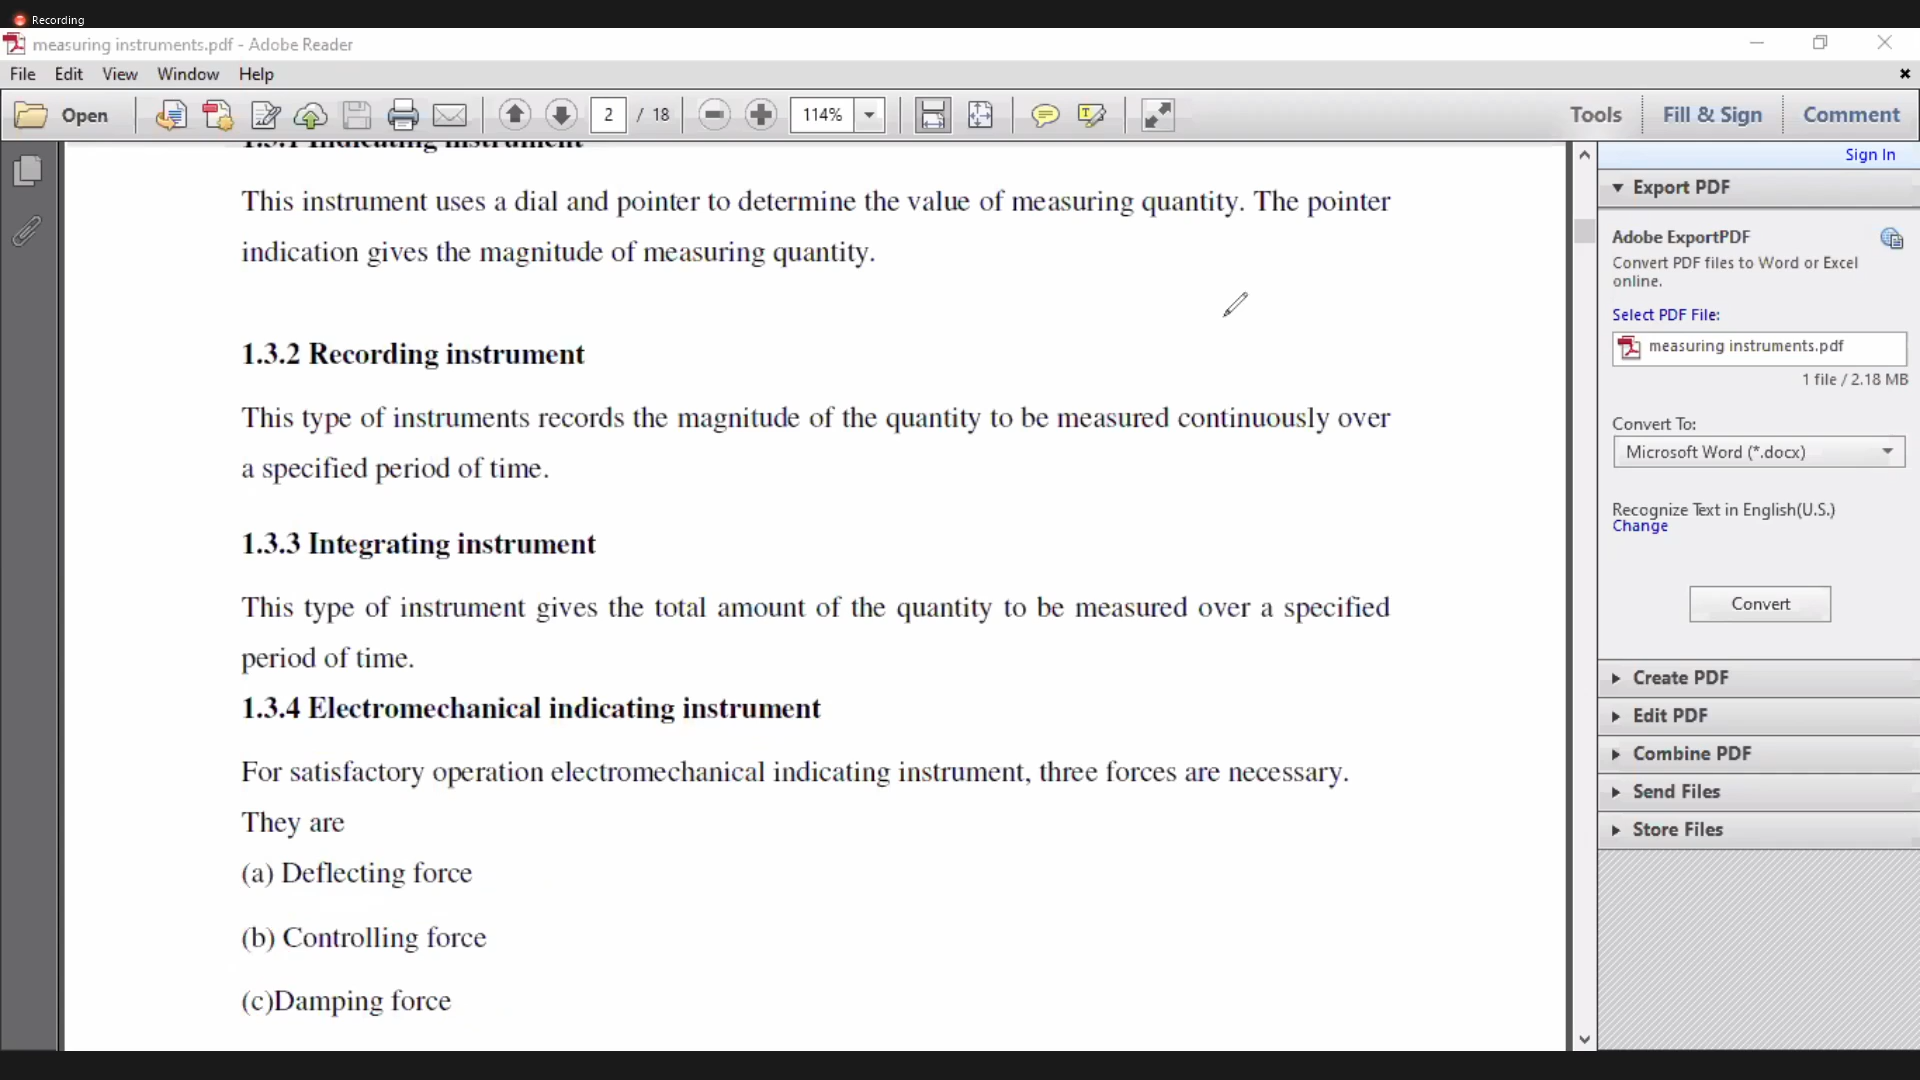 Recording
measuring instruments.pdf - Adobe Reader
File Edit View Window Help
Open 2 / 18 114% Tools Fill & Sign Comment
Sign In
1.3.1 Indicating instrument
This instrument uses a dial and pointer to determine the value of measuring quantity. The pointer
indication gives the magnitude of measuring quantity.
1.3.2 Recording instrument
This type of instruments records the magnitude of the quantity to be measured continuously over
a specified period of time.
1.3.3 Integrating instrument
This type of instrument gives the total amount of the quantity to be measured over a specified
period of time.
1.3.4 Electromechanical indicating instrument
For satisfactory operation electromechanical indicating instrument, three forces are necessary.
They are
(a) Deflecting force
(b) Controlling force
(c)Damping force
Export PDF
Adobe ExportPDF
Convert PDF files to Word or Excel
online.
Select PDF File:
measuring instruments.pdf
1 file / 2.18 MB
Convert To:
Microsoft Word (*.docx)
Recognize Text in English(U.S.)
Change
Convert
Create PDF
Edit PDF
Combine PDF
Send Files
Store Files